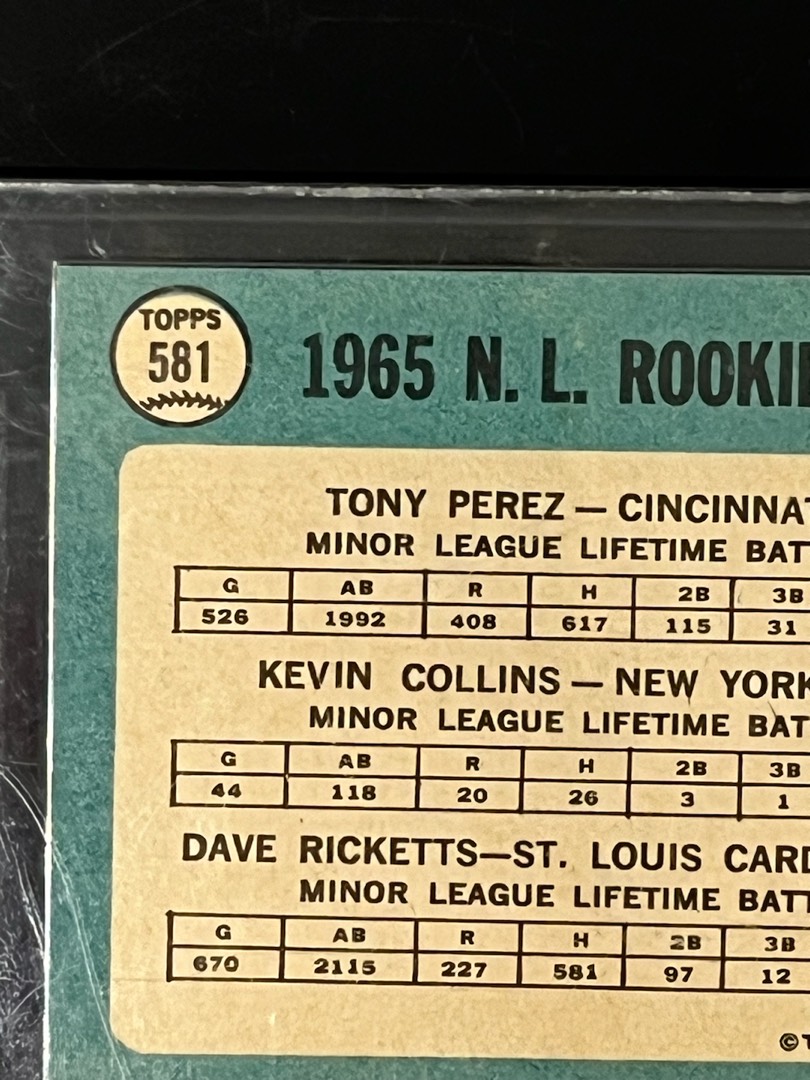 TOPPS
581
1965 N. L. ROOKI
TONY PEREZ — CINCINNAT
MINOR LEAGUE LIFETIME BAT
G AB R H 2B 3B
526 1992 408 617 115 31
KEVIN COLLINS — NEW YORK
MINOR LEAGUE LIFETIME BAT
G AB R H 2B 3B
44 118 20 26 3 1
DAVE RICKETTS—ST. LOUIS CARD
MINOR LEAGUE LIFETIME BATT
G AB R H 2B 3B
670 2115 227 581 97 12
©T